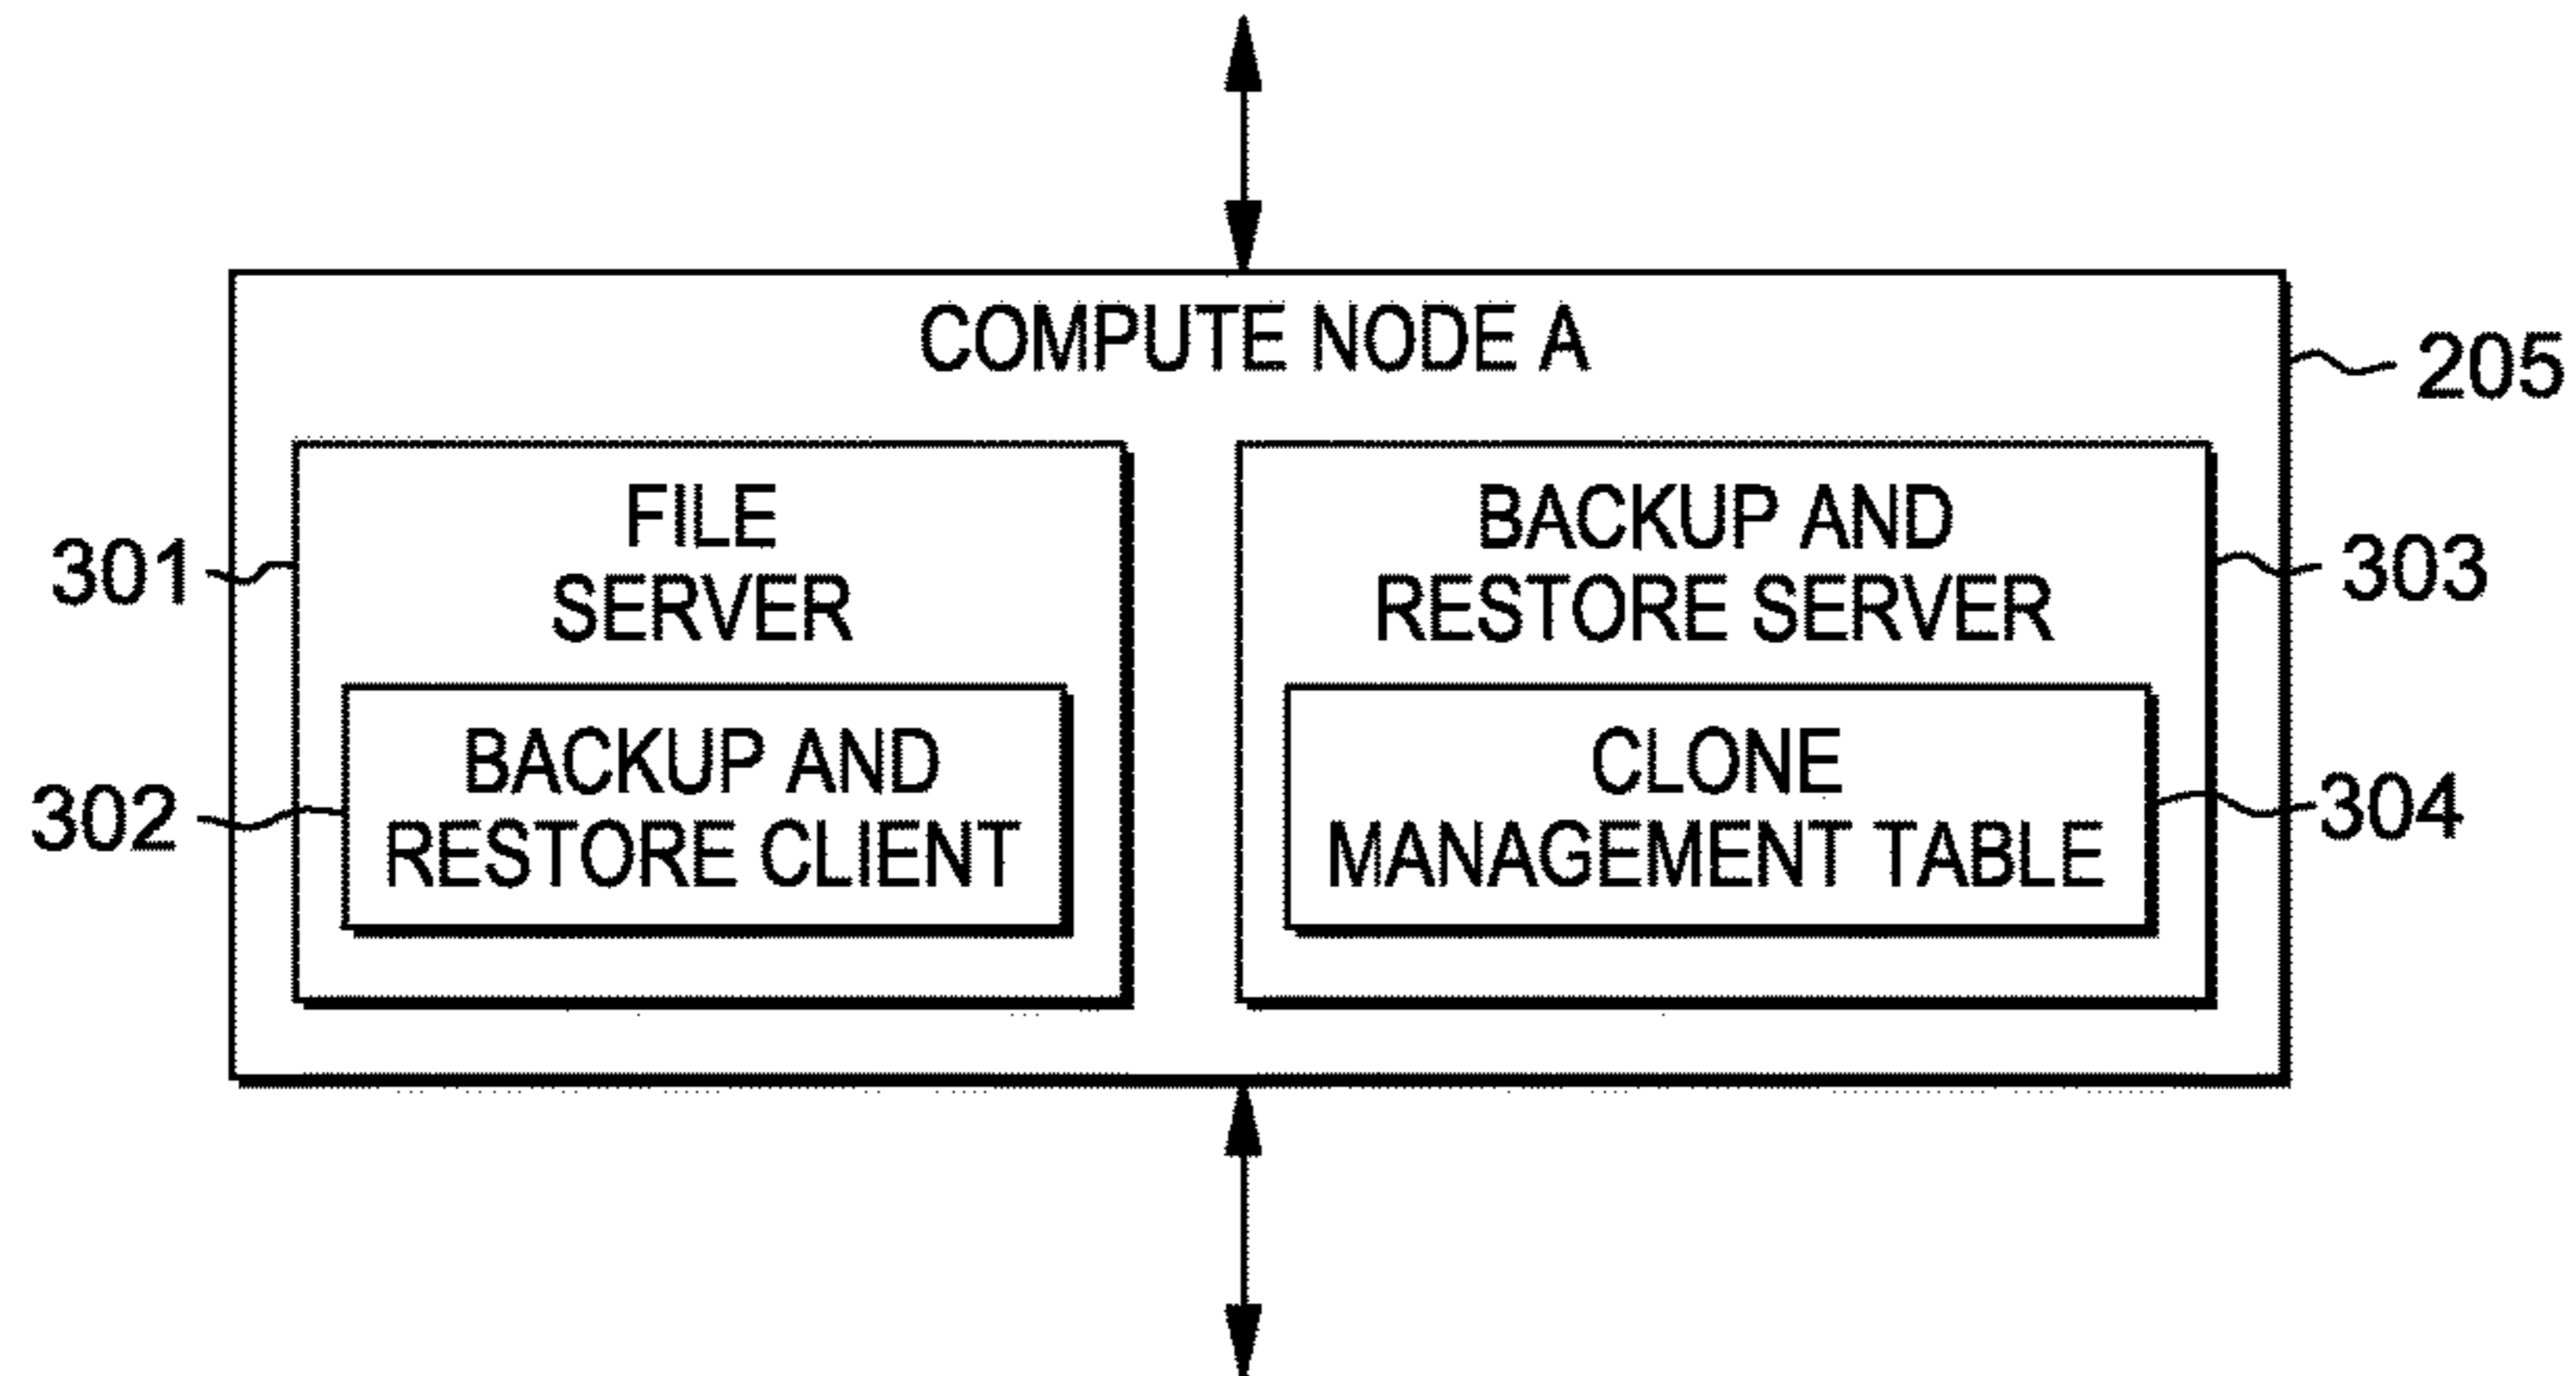 COMPUTE NODE A
205
301
FILE
SERVER
302
BACKUP AND
RESTORE CLIENT
BACKUP AND
RESTORE SERVER
303
CLONE
MANAGEMENT TABLE
304